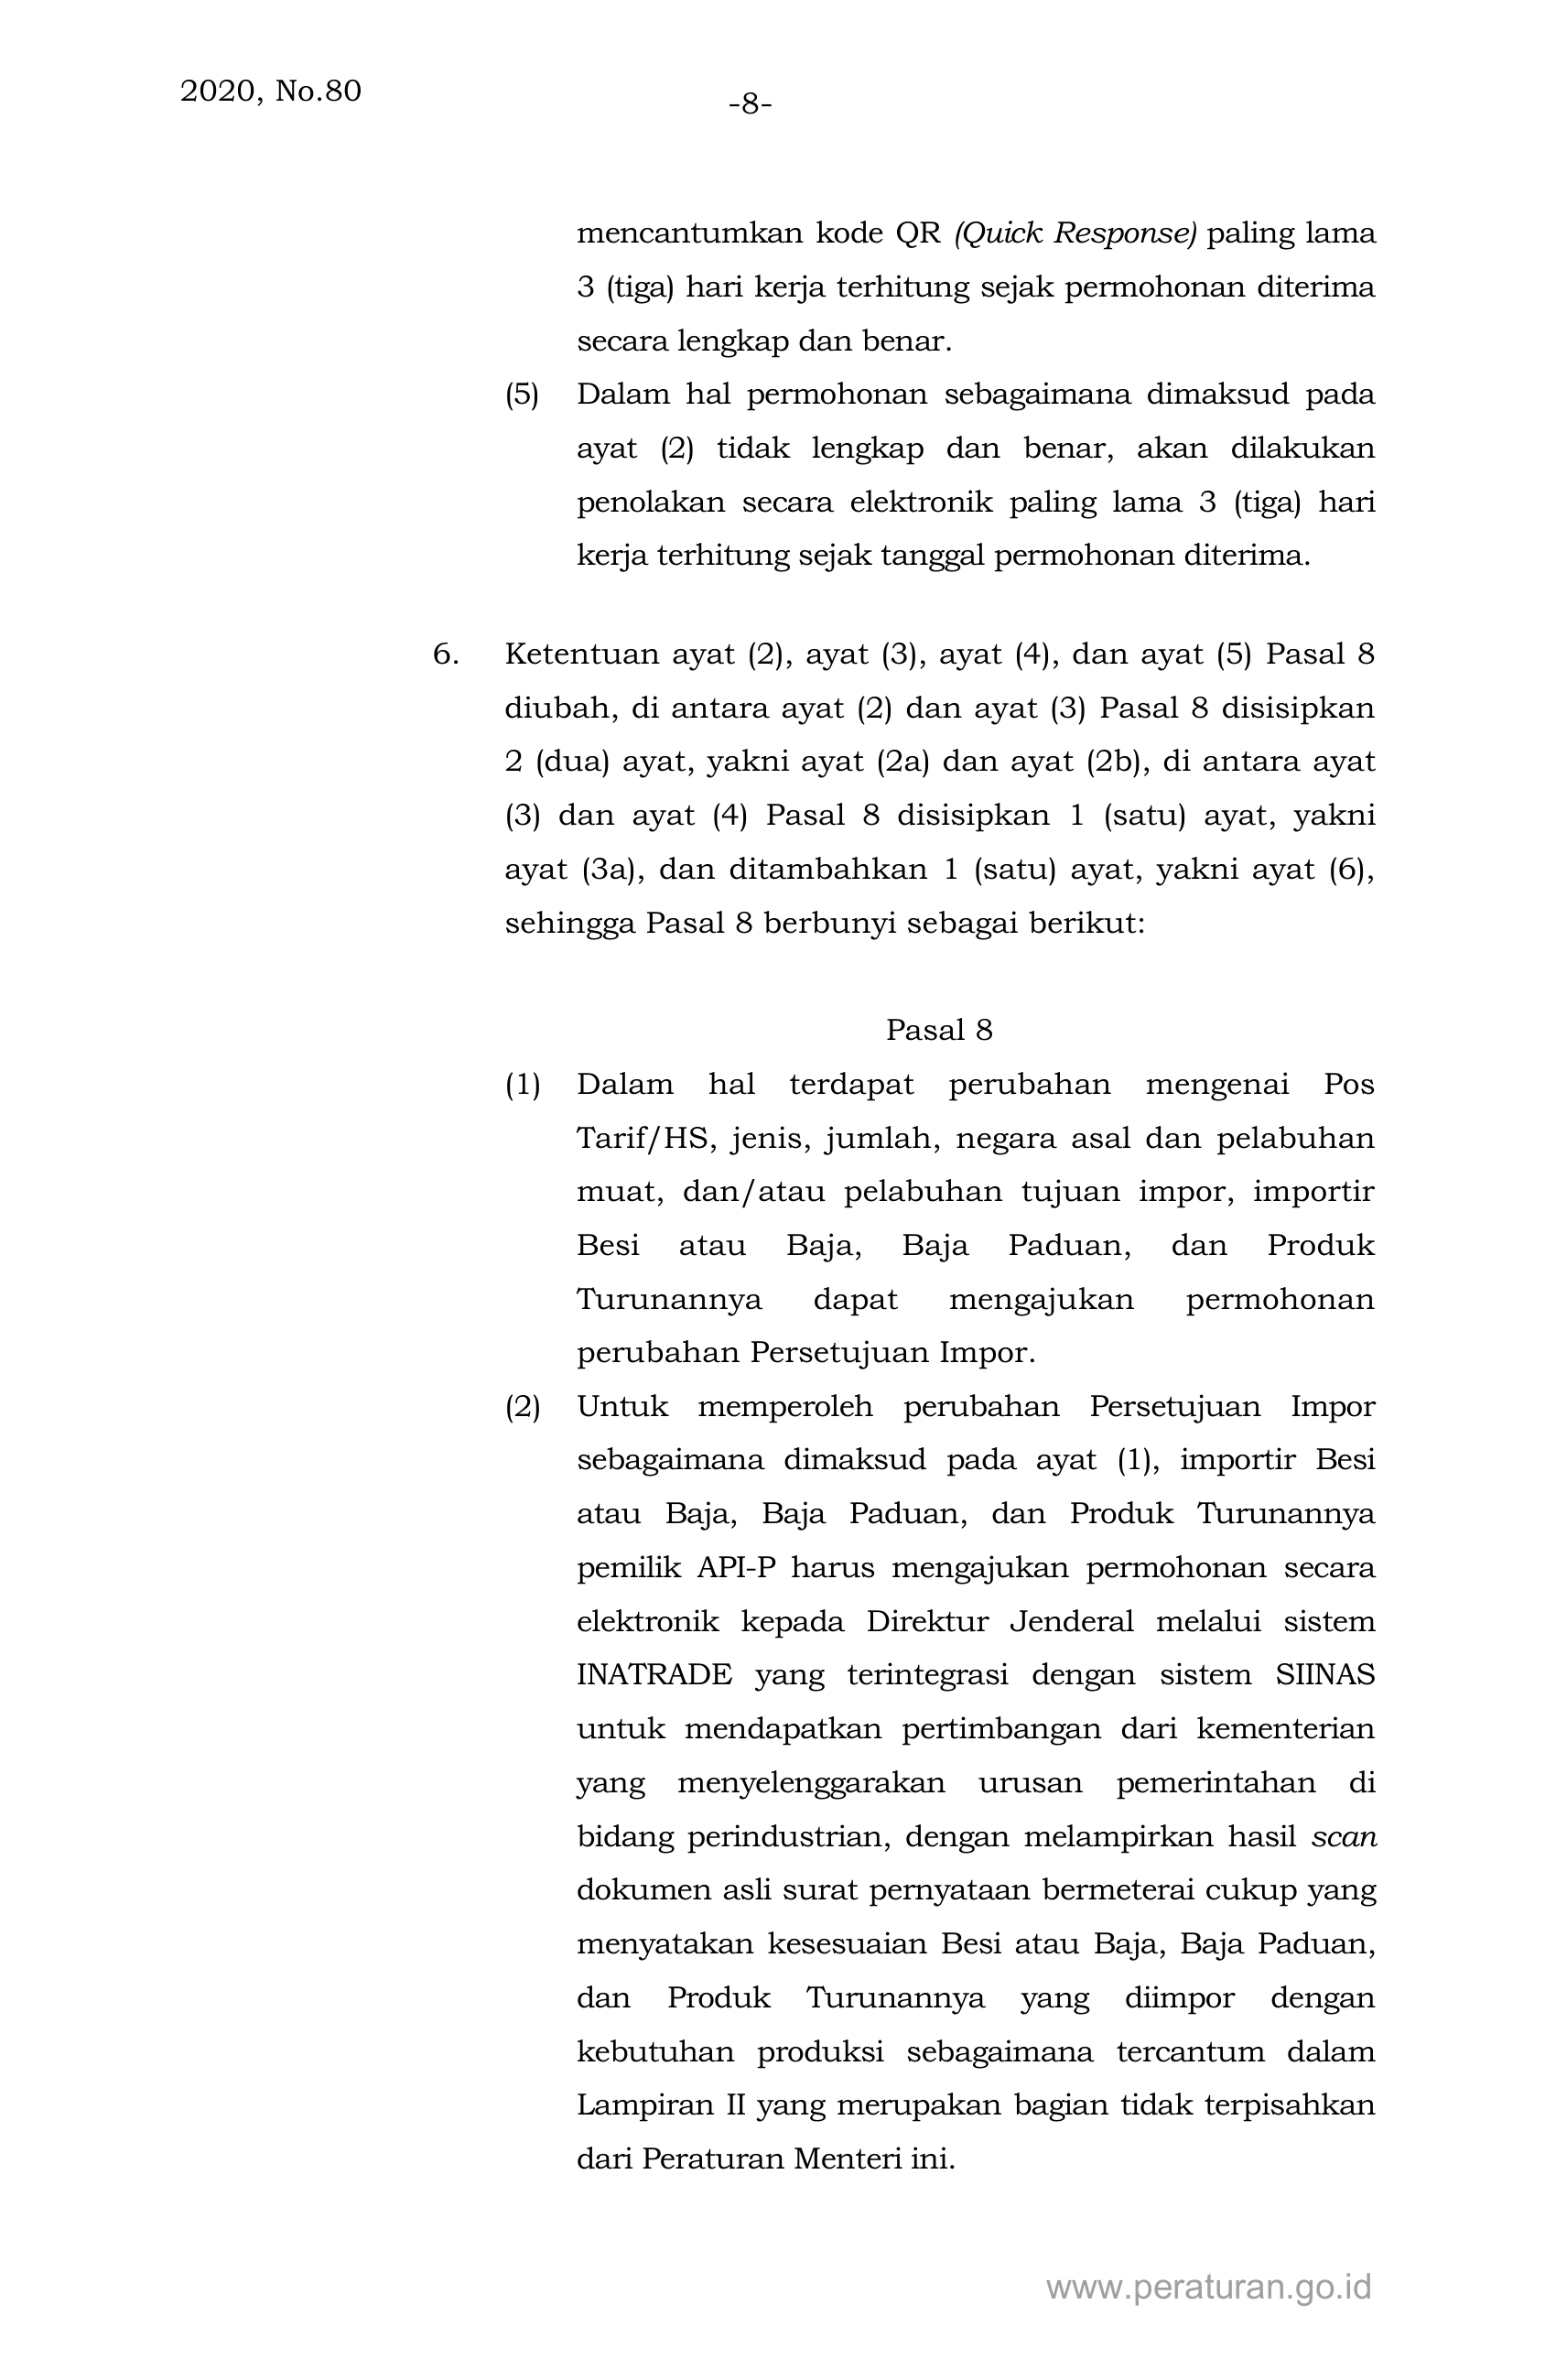 2020, No.80
-8-
mencantumkan kode QR (Quick Response) paling lama
3 (tiga) hari kerja terhitung sejak permohonan diterima
secara lengkap dan benar.
(5) Dalam hal permohonan sebagaimana dimaksud pada
ayat (2) tidak lengkap dan benar, akan dilakukan
penolakan secara elektronik paling lama 3 (tiga) hari
kerja terhitung sejak tanggal permohonan diterima.
6. Ketentuan ayat (2), ayat (3), ayat (4), dan ayat (5) Pasal 8
diubah, di antara ayat (2) dan ayat (3) Pasal 8 disisipkan
2 (dua) ayat, yakni ayat (2a) dan ayat (2b), di antara ayat
(3) dan ayat (4) Pasal 8 disisipkan 1 (satu) ayat, yakni
ayat (3a), dan ditambahkan 1 (satu) ayat, yakni ayat (6),
sehingga Pasal 8 berbunyi sebagai berikut:
Pasal 8
(1) Dalam hal terdapat perubahan mengenai Pos
Tarif/HS, jenis, jumlah, negara asal dan pelabuhan
muat, dan/atau pelabuhan tujuan impor, importir
Besi atau Baja, Baja Paduan, dan Produk
Turunannya dapat mengajukan permohonan
perubahan Persetujuan Impor.
(2) Untuk memperoleh perubahan Persetujuan Impor
sebagaimana dimaksud pada ayat (1), importir Besi
atau Baja, Baja Paduan, dan Produk Turunannya
pemilik API-P harus mengajukan permohonan secara
elektronik kepada Direktur Jenderal melalui sistem
INATRADE yang terintegrasi dengan sistem SIINAS
untuk mendapatkan pertimbangan dari kementerian
yang menyelenggarakan urusan pemerintahan di
bidang perindustrian, dengan melampirkan hasil scan
dokumen asli surat pernyataan bermeterai cukup yang
menyatakan kesesuaian Besi atau Baja, Baja Paduan,
dan Produk Turunannya yang diimpor dengan
kebutuhan produksi sebagaimana tercantum dalam
Lampiran II yang merupakan bagian tidak terpisahkan
dari Peraturan Menteri ini.
www.peraturan.go.id